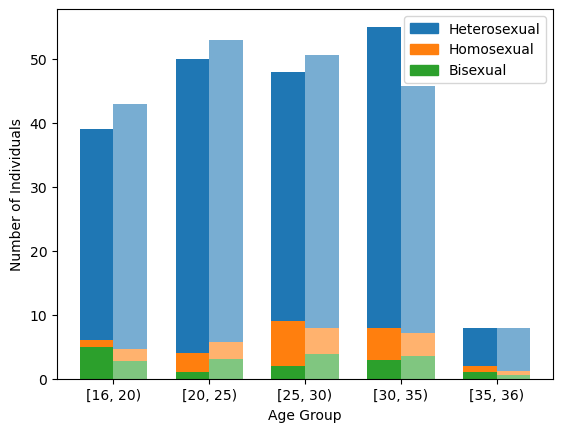 Heterosexual
Homosexual
Bisexual
50
40
30
20
10
0
Number of Individuals
[16, 20)
[20, 25)
[25, 30)
[30, 35)
[35, 36)
Age Group